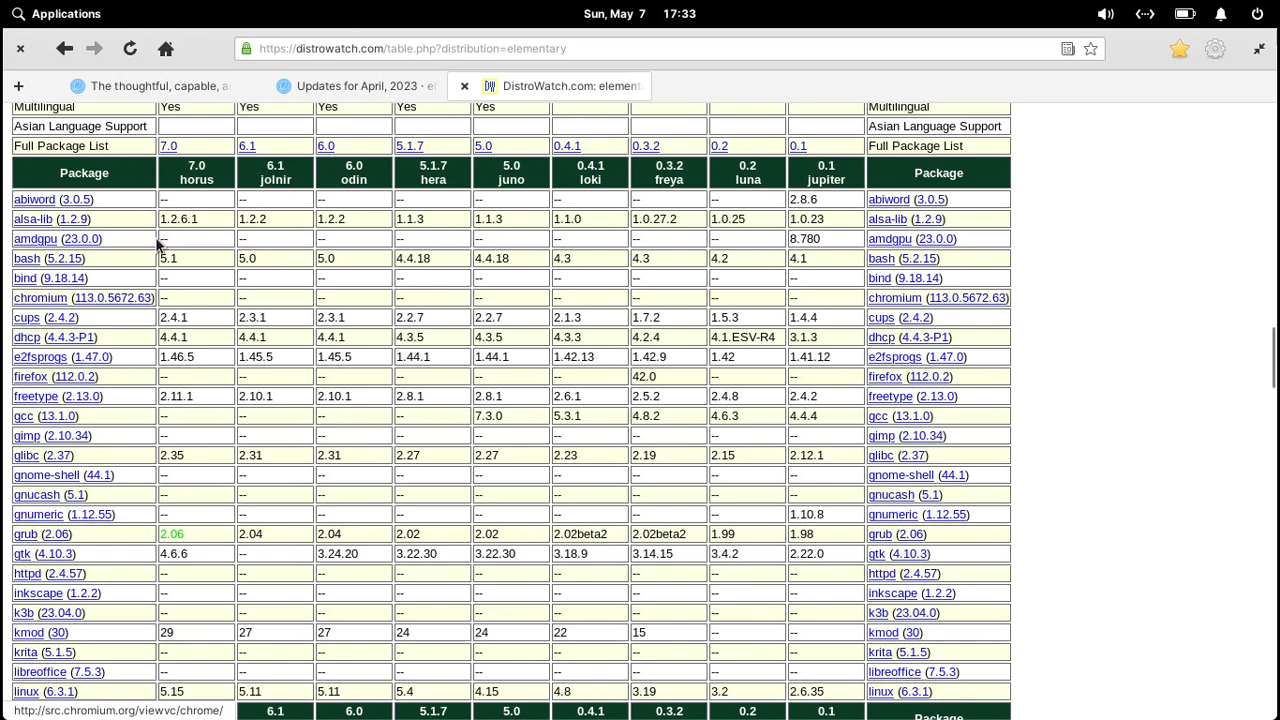 Applications Sun, May 7 17:33
https://distrowatch.com/table.php?distribution=elementary
The thoughtful, capable, a Updates for April, 2023 · el DistroWatch.com: element
Multilingual Yes Yes Yes Yes Yes Multilingual
Asian Language Support Asian Language Support
Full Package List 7.0 6.1 6.0 5.1.7 5.0 0.4.1 0.3.2 0.2 0.1 Full Package List
Package 7.0 horus 6.1 jolnir 6.0 odin 5.1.7 hera 5.0 juno 0.4.1 loki 0.3.2 freya 0.2 luna 0.1 jupiter Package
abiword (3.0.5) -- -- -- -- -- -- -- -- 2.8.6 abiword (3.0.5)
alsa-lib (1.2.9) 1.2.6.1 1.2.2 1.2.2 1.1.3 1.1.3 1.1.0 1.0.27.2 1.0.25 1.0.23 alsa-lib (1.2.9)
amdgpu (23.0.0) -- -- -- -- -- -- -- -- 8.780 amdgpu (23.0.0)
bash (5.2.15) 5.1 5.0 5.0 4.4.18 4.4.18 4.3 4.3 4.2 4.1 bash (5.2.15)
bind (9.18.14) -- -- -- -- -- -- -- -- -- bind (9.18.14)
chromium (113.0.5672.63) -- -- -- -- -- -- -- -- -- chromium (113.0.5672.63)
cups (2.4.2) 2.4.1 2.3.1 2.3.1 2.2.7 2.2.7 2.1.3 1.7.2 1.5.3 1.4.4 cups (2.4.2)
dhcp (4.4.3-P1) 4.4.1 4.4.1 4.4.1 4.3.5 4.3.5 4.3.3 4.2.4 4.1.ESV-R4 3.1.3 dhcp (4.4.3-P1)
e2fsprogs (1.47.0) 1.46.5 1.45.5 1.45.5 1.44.1 1.44.1 1.42.13 1.42.9 1.42 1.41.12 e2fsprogs (1.47.0)
firefox (112.0.2) -- -- -- -- -- -- 42.0 -- -- firefox (112.0.2)
freetype (2.13.0) 2.11.1 2.10.1 2.10.1 2.8.1 2.8.1 2.6.1 2.5.2 2.4.8 2.4.2 freetype (2.13.0)
gcc (13.1.0) -- -- -- -- 7.3.0 5.3.1 4.8.2 4.6.3 4.4.4 gcc (13.1.0)
gimp (2.10.34) -- -- -- -- -- -- -- -- -- gimp (2.10.34)
glibc (2.37) 2.35 2.31 2.31 2.27 2.27 2.23 2.19 2.15 2.12.1 glibc (2.37)
gnome-shell (44.1) -- -- -- -- -- -- -- -- -- gnome-shell (44.1)
gnucash (5.1) -- -- -- -- -- -- -- -- -- gnucash (5.1)
gnumeric (1.12.55) -- -- -- -- -- -- -- -- 1.10.8 gnumeric (1.12.55)
grub (2.06) 2.06 2.04 2.04 2.02 2.02 2.02beta2 2.02beta2 1.99 1.98 grub (2.06)
gtk (4.10.3) 4.6.6 -- 3.24.20 3.22.30 3.22.30 3.18.9 3.14.15 3.4.2 2.22.0 gtk (4.10.3)
httpd (2.4.57) -- -- -- -- -- -- -- -- -- httpd (2.4.57)
inkscape (1.2.2) -- -- -- -- -- -- -- -- -- inkscape (1.2.2)
k3b (23.04.0) -- -- -- -- -- -- -- -- -- k3b (23.04.0)
kmod (30) 29 27 27 24 24 22 15 -- -- kmod (30)
krita (5.1.5) -- -- -- -- -- -- -- -- -- krita (5.1.5)
libreoffice (7.5.3) -- -- -- -- -- -- -- -- -- libreoffice (7.5.3)
linux (6.3.1) 5.15 5.11 5.11 5.4 4.15 4.8 3.19 3.2 2.6.35 linux (6.3.1)
http://src.chromium.org/viewvc/chrome/ 6.1 6.0 5.1.7 5.0 0.4.1 0.3.2 0.2 0.1 Package